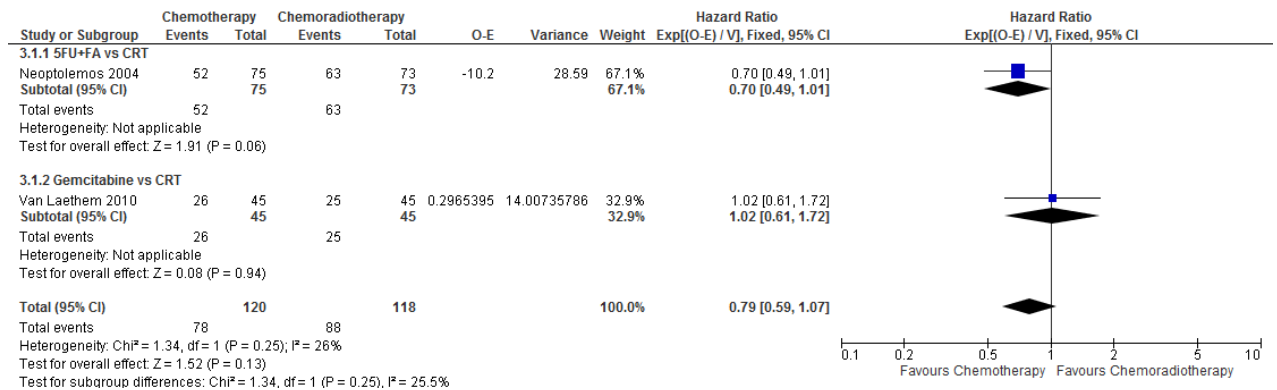 Chemotherapy Chemoradiotherapy Hazard Ratio Hazard Ratio
Study or Subgroup Events Total Events Total O-E Variance Weight Exp[(O-E) / V], Fixed, 95% CI Exp[(O-E) / V], Fixed, 95% CI
3.1.1 5FU+FA vs CRT
Neoptolemos 2004 52 75 63 73 -10.2 28.59 67.1% 0.70 [0.49, 1.01]
Subtotal (95% CI) 75 73 67.1% 0.70 [0.49, 1.01]
Total events 52 63
Heterogeneity: Not applicable
Test for overall effect: Z = 1.91 (P = 0.06)
3.1.2 Gemcitabine vs CRT
Van Laethem 2010 26 45 25 45 0.2965395 14.00735786 32.9% 1.02 [0.61, 1.72]
Subtotal (95% CI) 45 45 32.9% 1.02 [0.61, 1.72]
Total events 26 25
Heterogeneity: Not applicable
Test for overall effect: Z = 0.08 (P = 0.94)
Total (95% CI) 120 118 100.0% 0.79 [0.59, 1.07]
Total events 78 88
Heterogeneity: Chi² = 1.34, df = 1 (P = 0.25); I² = 26%
Test for overall effect: Z = 1.52 (P = 0.13)
Test for subgroup differences: Chi² = 1.34, df = 1 (P = 0.25), I² = 25.5%
0.1 0.2 0.5 1 2 5 10
Favours Chemotherapy Favours Chemoradiotherapy